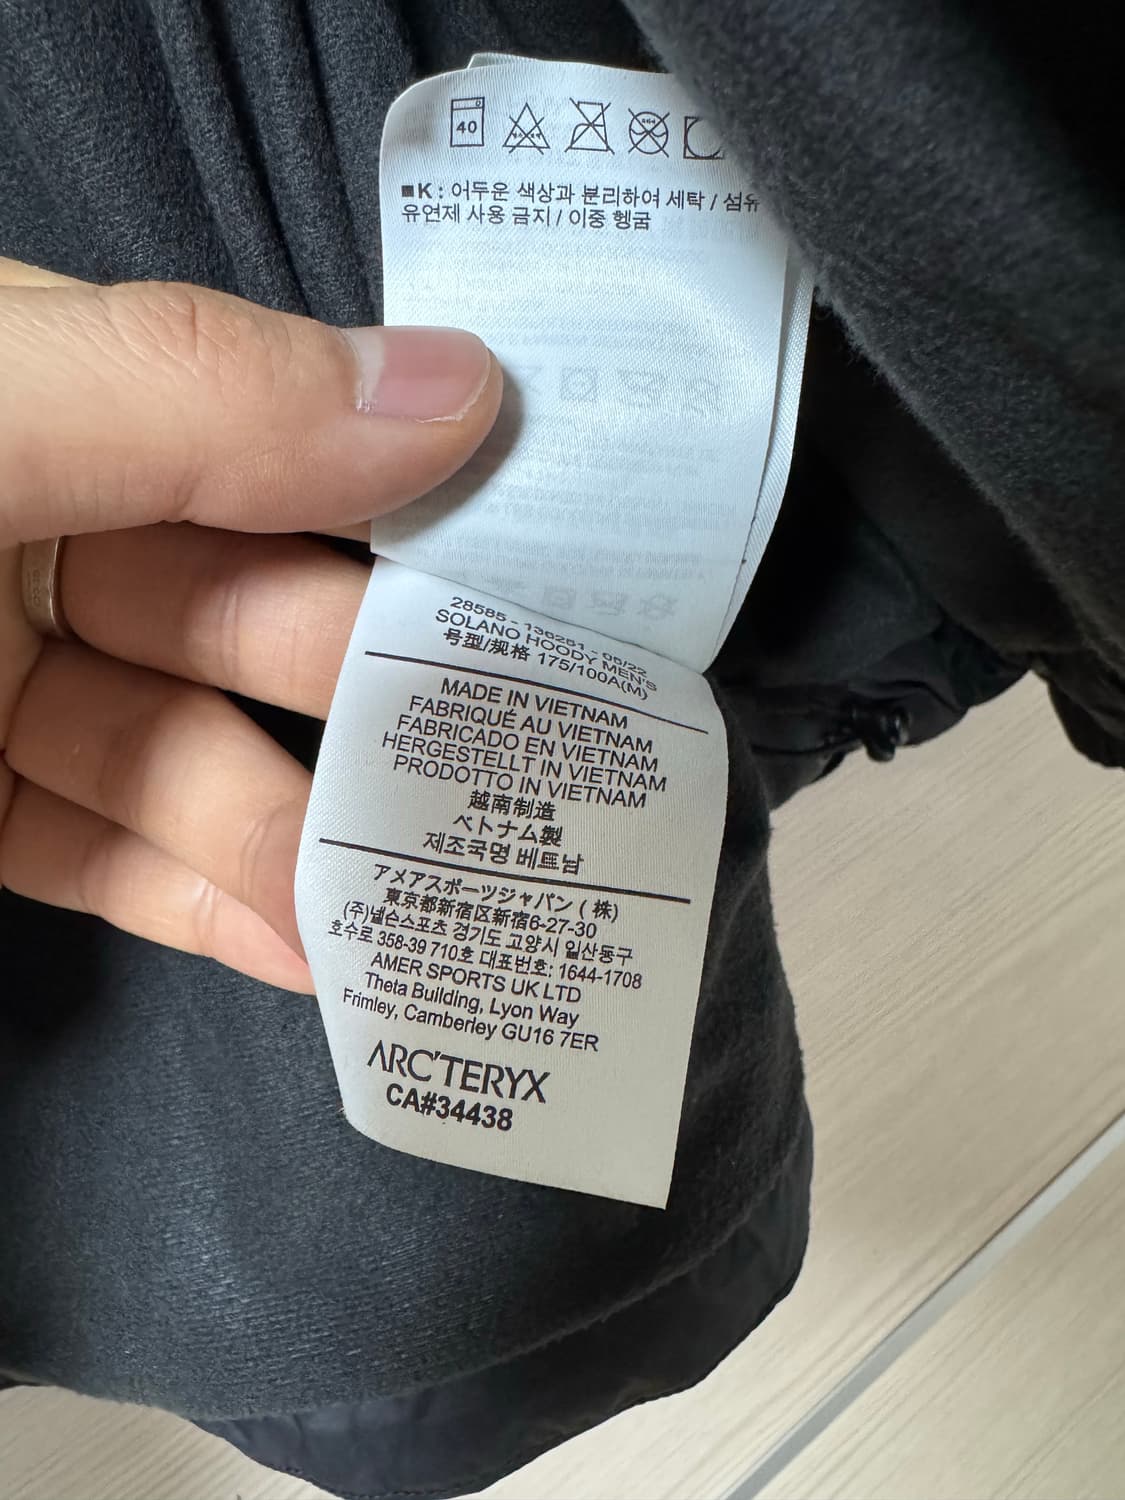 40
■K : 어두운 색상과 분리하여 세탁 / 섬유
유연제 사용 금지 / 이중 헹굼
28585 - 136251 - 05/22
SOLANO HOODY MEN'S
号型/规格 175/100A(M)
MADE IN VIETNAM
FABRIQUÉ AU VIETNAM
FABRICADO EN VIETNAM
HERGESTELLT IN VIETNAM
PRODOTTO IN VIETNAM
越南制造
ベトナム製
제조국명 베트남
アメアスポーツジャパン ( 株)
東京都新宿区新宿6-27-30
(주)넬슨스포츠 경기도 고양시 일산동구
호수로 358-39 710호 대표번호: 1644-1708
AMER SPORTS UK LTD
Theta Building, Lyon Way
Frimley, Camberley GU16 7ER
ARC'TERYX
CA#34438